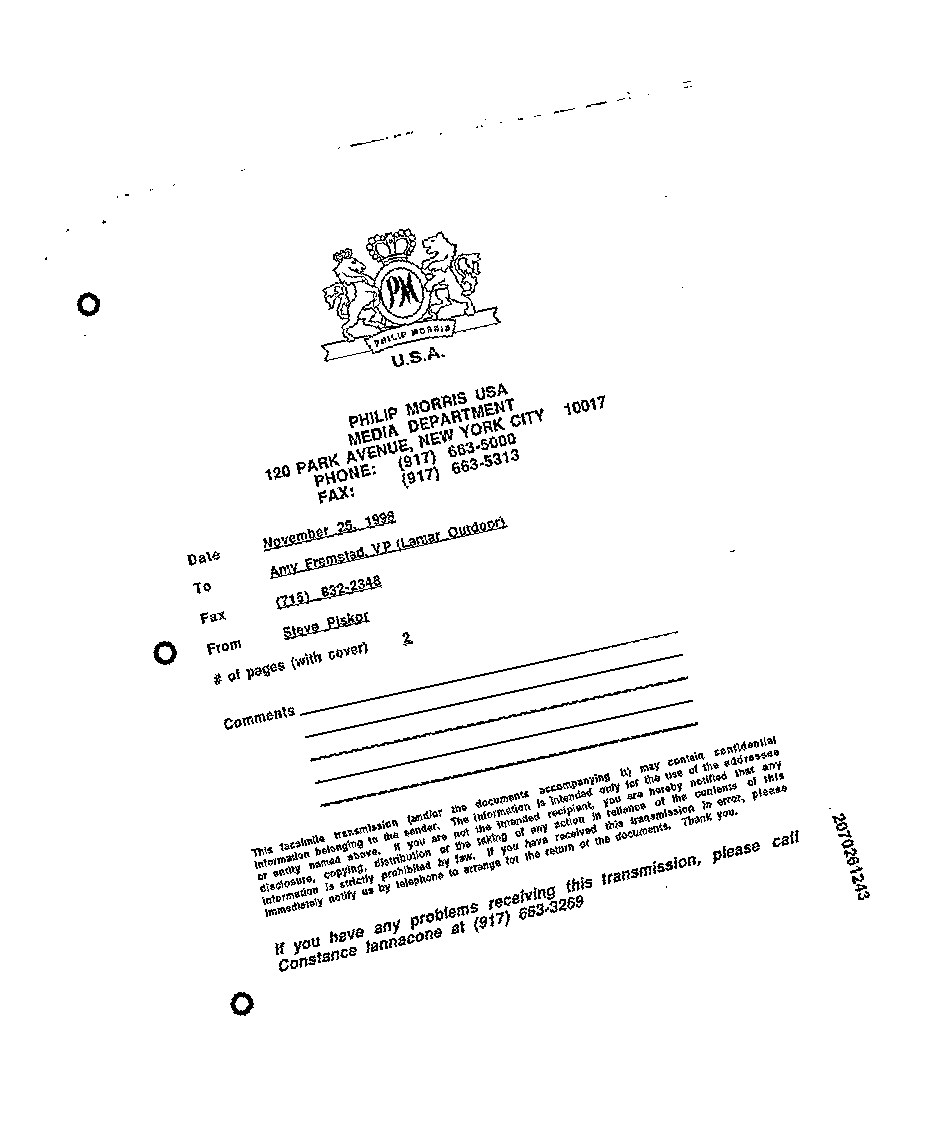 PM
PHILIP MORRIS
U.S.A.
PHILIP MORRIS USA
MEDIA DEPARTMENT
120 PARK AVENUE, NEW YORK CITY 10017
PHONE: (917) 663-5000
FAX: (917) 663-5313
Date November 25, 1998
To Amy Framstad, VP (Lamar Outdoor)
Fax (715) 832-2348
From Steve Piskor
# of pages (with cover) 2
Comments
This facsimile transmission (and/or the documents accompanying it) may contain confidential
information belonging to the sender. The information is intended only for the use of the addressee
or entity named above. If you are not the intended recipient, you are hereby notified that any
disclosure, copying, distribution or the taking of any action in reliance of the contents of this
information is strictly prohibited by law. If you have received this transmission in error, please
immediately notify us by telephone to arrange for the return of the documents. Thank you.
If you have any problems receiving this transmission, please call
Constance Iannacone at (917) 663-3269
2070261243